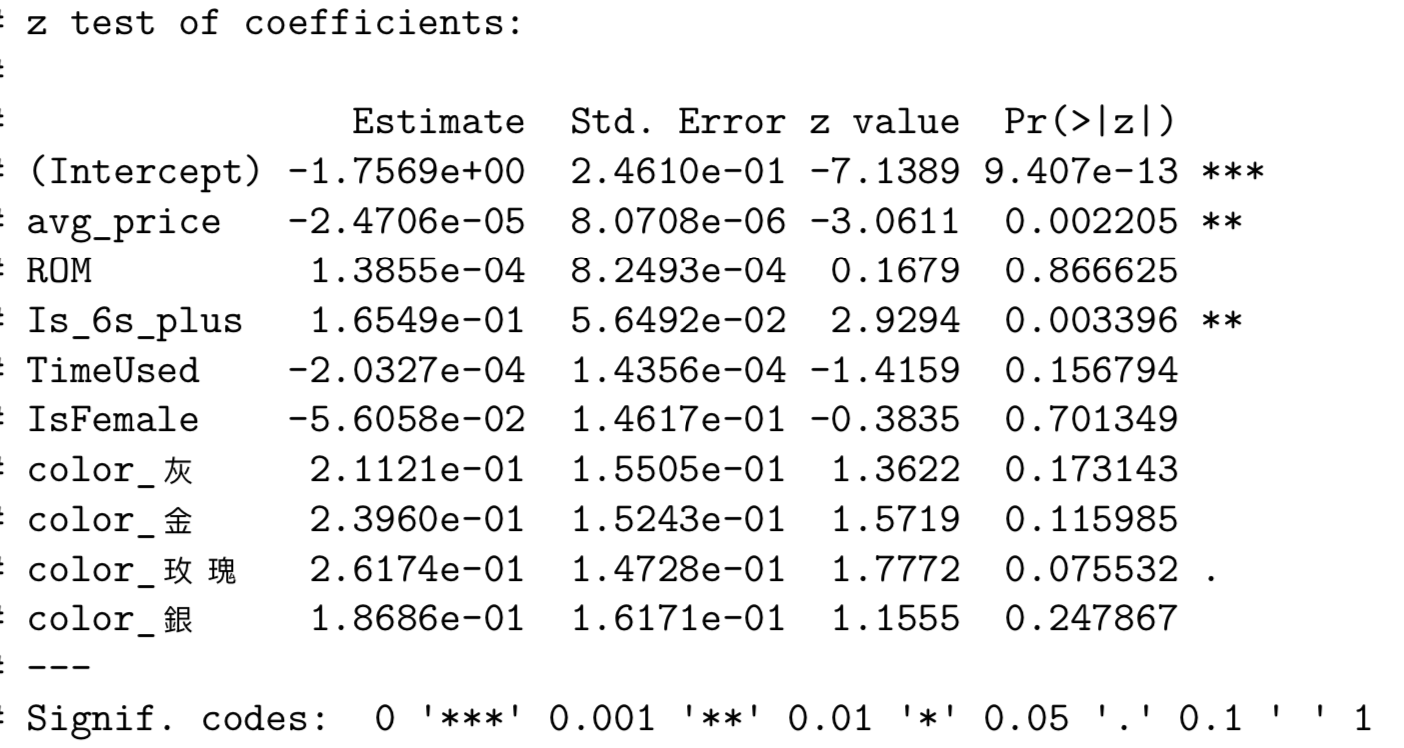 # z test of coefficients:
#
# Estimate Std. Error z value Pr(>|z|)
# (Intercept) -1.7569e+00 2.4610e-01 -7.1389 9.407e-13 ***
# avg_price -2.4706e-05 8.0708e-06 -3.0611 0.002205 **
# ROM 1.3855e-04 8.2493e-04 0.1679 0.866625
# Is_6s_plus 1.6549e-01 5.6492e-02 2.9294 0.003396 **
# TimeUsed -2.0327e-04 1.4356e-04 -1.4159 0.156794
# IsFemale -5.6058e-02 1.4617e-01 -0.3835 0.701349
# color_灰 2.1121e-01 1.5505e-01 1.3622 0.173143
# color_金 2.3960e-01 1.5243e-01 1.5719 0.115985
# color_玫瑰 2.6174e-01 1.4728e-01 1.7772 0.075532 .
# color_銀 1.8686e-01 1.6171e-01 1.1555 0.247867
# ---
# Signif. codes: 0 '***' 0.001 '**' 0.01 '*' 0.05 '.' 0.1 ' ' 1